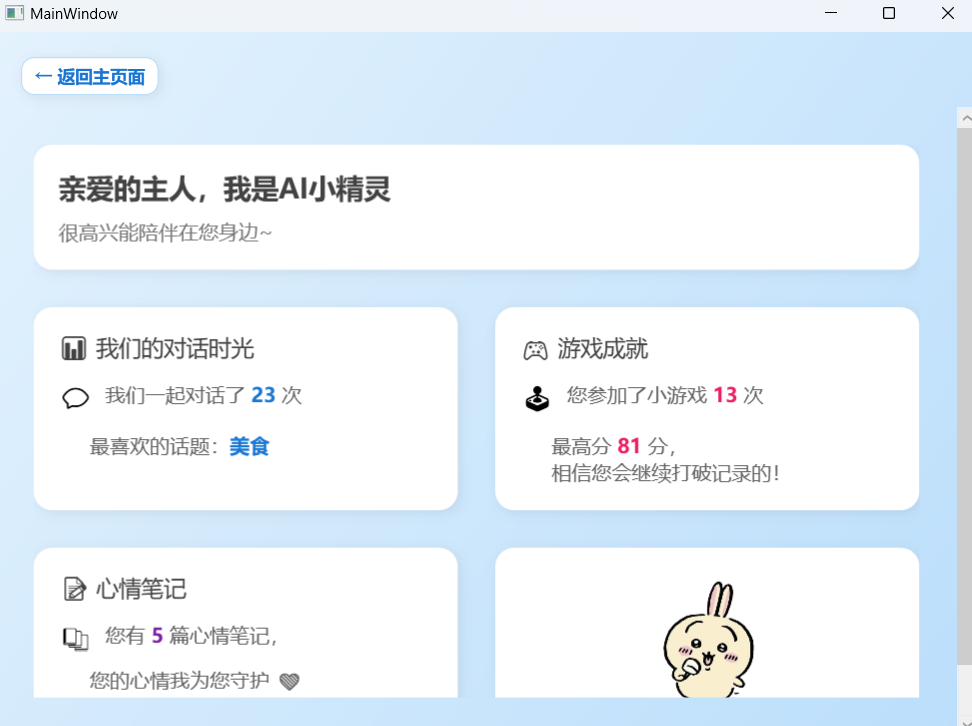 MainWindow
← 返回主页面
亲爱的主人，我是AI小精灵
很高兴能陪伴在您身边~
我们的对话时光
我们一起对话了 23 次
最喜欢的话题：美食
游戏成就
您参加了小游戏 13 次
最高分 81 分，
相信您会继续打破记录的！
心情笔记
您有 5 篇心情笔记，
您的心情我为您守护